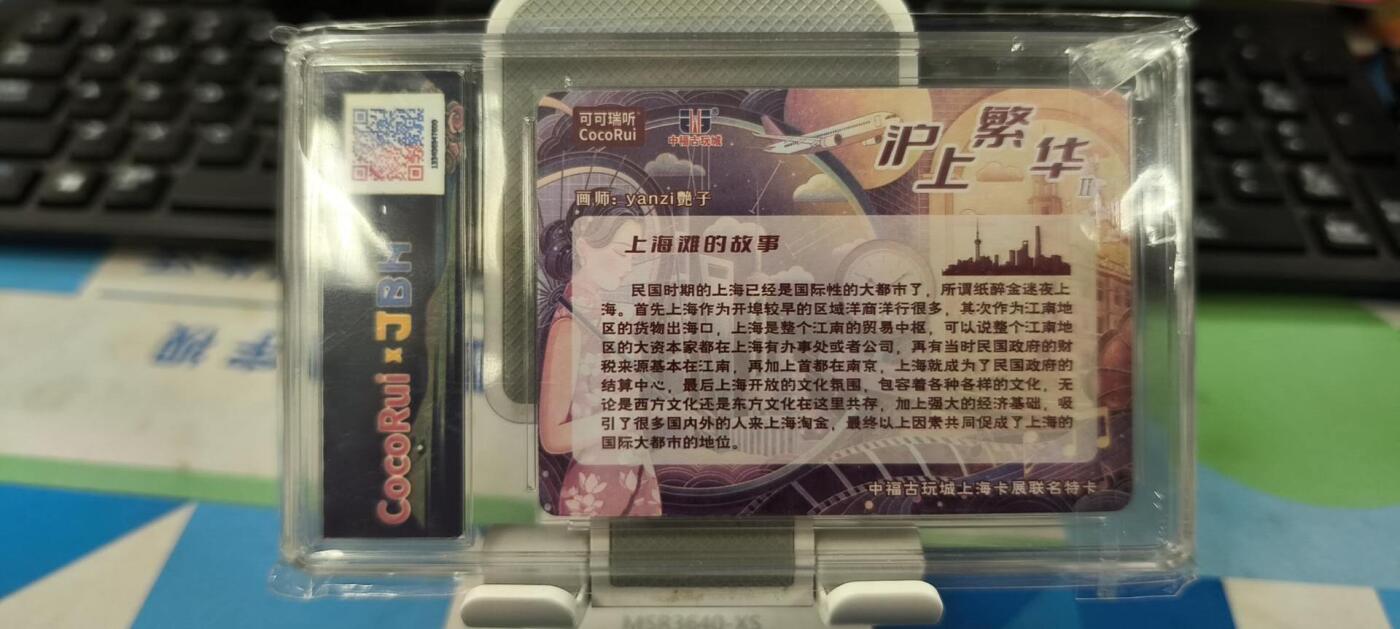 可可瑞听
CocoRui
中福古玩城
沪上繁华 II
画师：yanzi艷子
上海滩的故事
民国时期的上海已经是国际性的大都市了，所谓纸醉金迷夜上
海。首先上海作为开埠较早的区域洋商洋行很多，其次作为江南地
区的货物出海口，上海是整个江南的贸易中枢，可以说整个江南地
区的大资本家都在上海有办事处或者公司，再有当时民国政府的财
税来源基本在江南，再加上首都在南京，上海就成为了民国政府的
结算中心，最后上海开放的文化氛围，包容着各种各样的文化，无
论是西方文化还是东方文化在这里共存，加上强大的经济基础，吸
引了很多国内外的人来上海淘金，最终以上因素共同促成了上海的
国际大都市的地位。
中福古玩城上海卡展联名特卡
CocoRui x JBH
MSB3640-XS